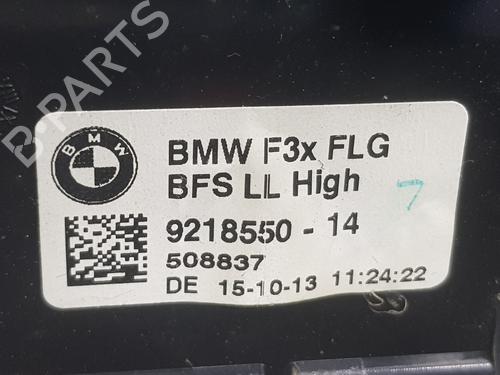 B-PARTS
BMW
BMW F3x FLG
BFS LL High
7
9218550 - 14
508837
DE 15-10-13 11:24:22